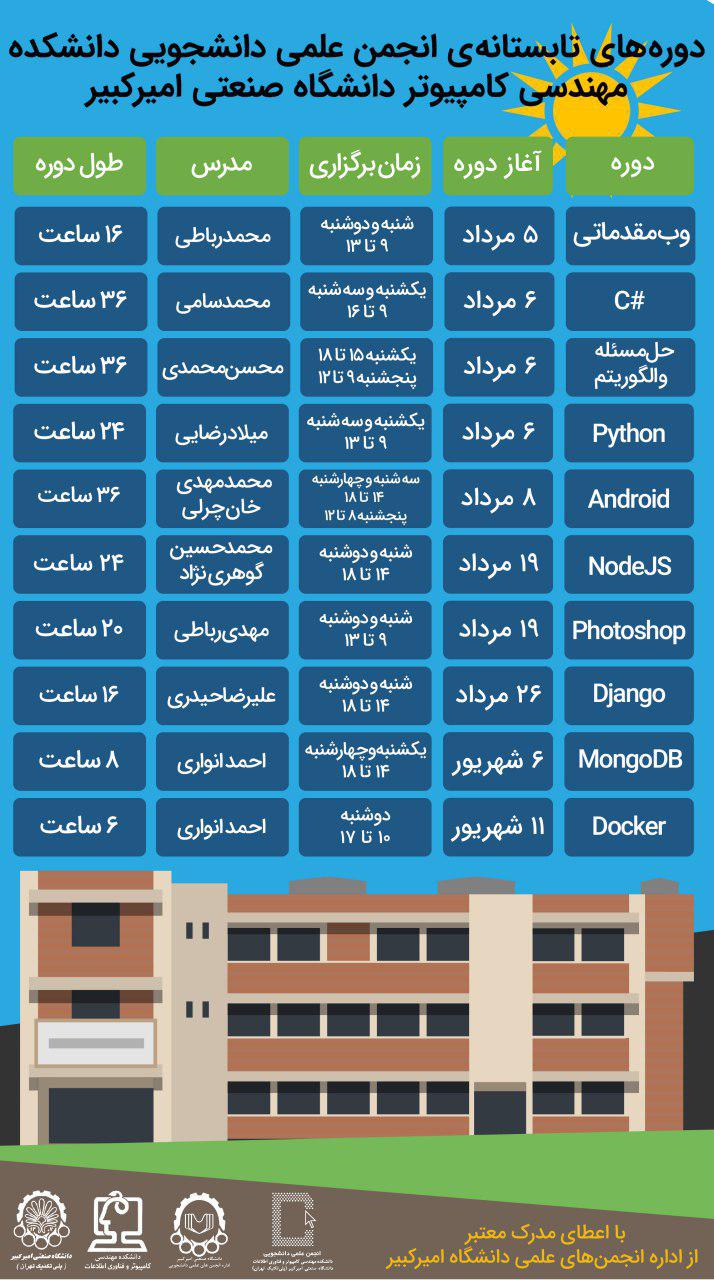 دوره‌های تابستانه‌ی انجمن علمی دانشجویی دانشکده
مهندسی کامپیوتر دانشگاه صنعتی امیرکبیر
دوره
آغاز دوره
زمان برگزاری
مدرس
طول دوره
وب مقدماتی
۵ مرداد
شنبه و دوشنبه
۹ تا ۱۳
محمد رباطی
۱۶ ساعت
C#
۶ مرداد
یکشنبه و سه شنبه
۹ تا ۱۶
محمد سامی
۳۶ ساعت
حل مسئله
و الگوریتم
۶ مرداد
یکشنبه ۱۵ تا ۱۸
پنجشنبه ۹ تا ۱۲
محسن محمدی
۳۶ ساعت
Python
۶ مرداد
یکشنبه و سه شنبه
۹ تا ۱۳
میلاد رضایی
۲۴ ساعت
Android
۸ مرداد
سه شنبه و چهارشنبه
۱۴ تا ۱۸
پنجشنبه ۸ تا ۱۲
محمدمهدی
خان‌چرلی
۳۶ ساعت
NodeJS
۱۹ مرداد
شنبه و دوشنبه
۱۴ تا ۱۸
محمدحسین
گوهری‌نژاد
۲۴ ساعت
Photoshop
۱۹ مرداد
شنبه و دوشنبه
۹ تا ۱۳
مهدی رباطی
۲۰ ساعت
Django
۲۶ مرداد
شنبه و دوشنبه
۱۴ تا ۱۸
علیرضا حیدری
۱۶ ساعت
MongoDB
۶ شهریور
یکشنبه و چهارشنبه
۱۴ تا ۱۸
احمد انواری
۸ ساعت
Docker
۱۱ شهریور
دوشنبه
۱۰ تا ۱۷
احمد انواری
۶ ساعت
با اعطای مدرک معتبر
از اداره انجمن‌های علمی دانشگاه امیرکبیر
انجمن علمی دانشجویی
دانشکده مهندسی کامپیوتر و فناوری اطلاعات
دانشگاه صنعتی امیرکبیر (پلی تکنیک تهران)
دانشگاه صنعتی امیرکبیر
اداره انجمن های علمی دانشجویی
دانشکده مهندسی
کامپیوتر و فناوری اطلاعات
دانشگاه صنعتی امیرکبیر
(پلی تکنیک تهران)